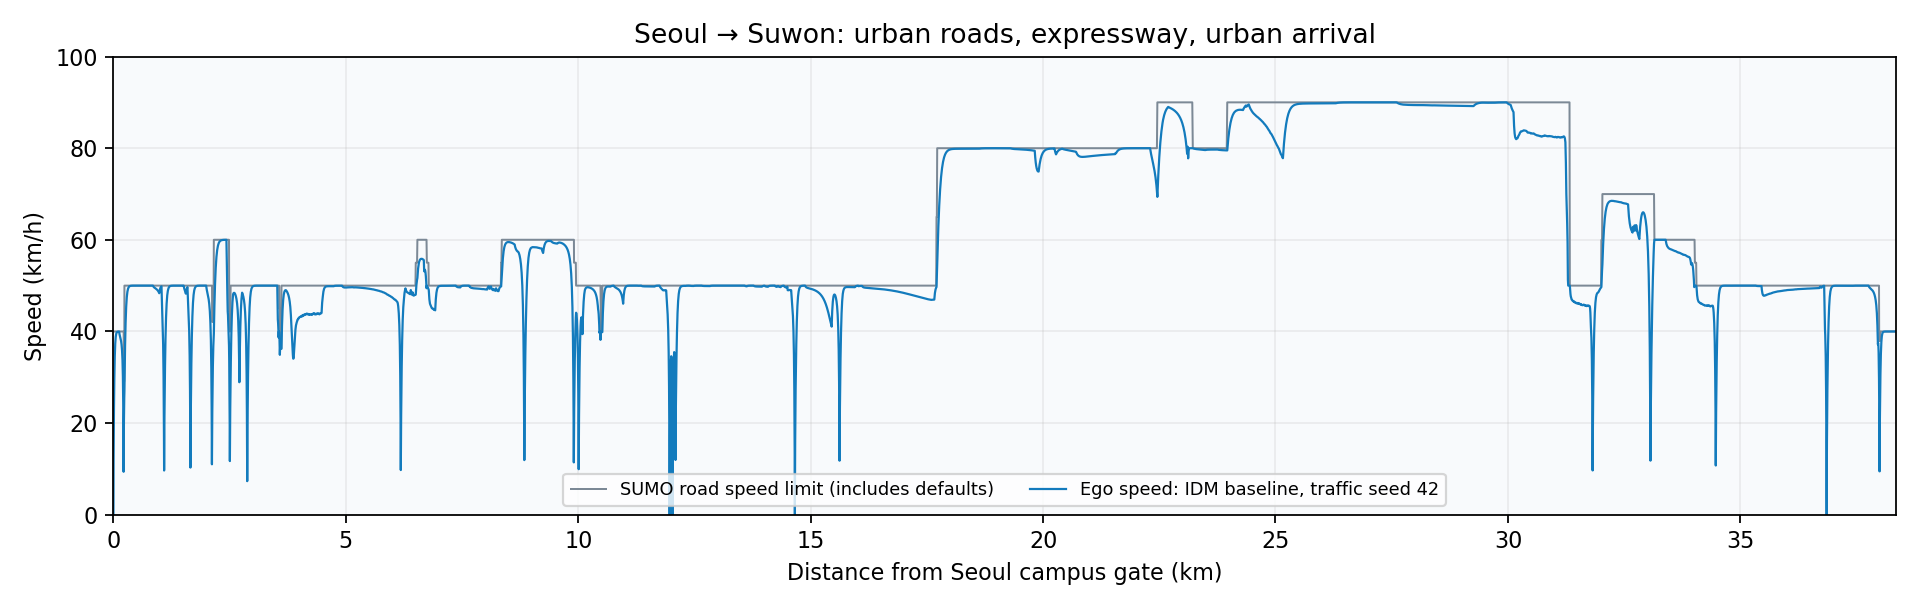 Seoul → Suwon: urban roads, expressway, urban arrival
100
80
60
40
20
0
Speed (km/h)
SUMO road speed limit (includes defaults)
Ego speed: IDM baseline, traffic seed 42
0 5 10 15 20 25 30 35
Distance from Seoul campus gate (km)